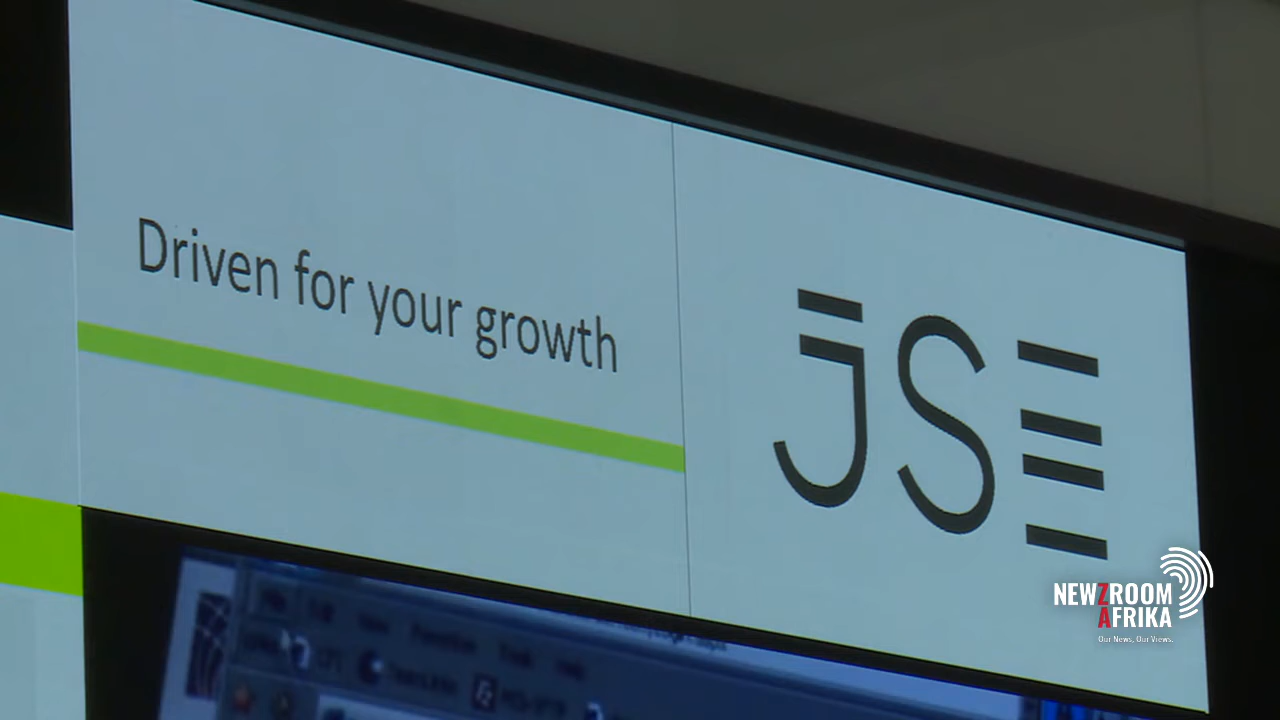 Driven for your growth
JSE
NEWZROOM
AFRIKA
Our News, Our Views.